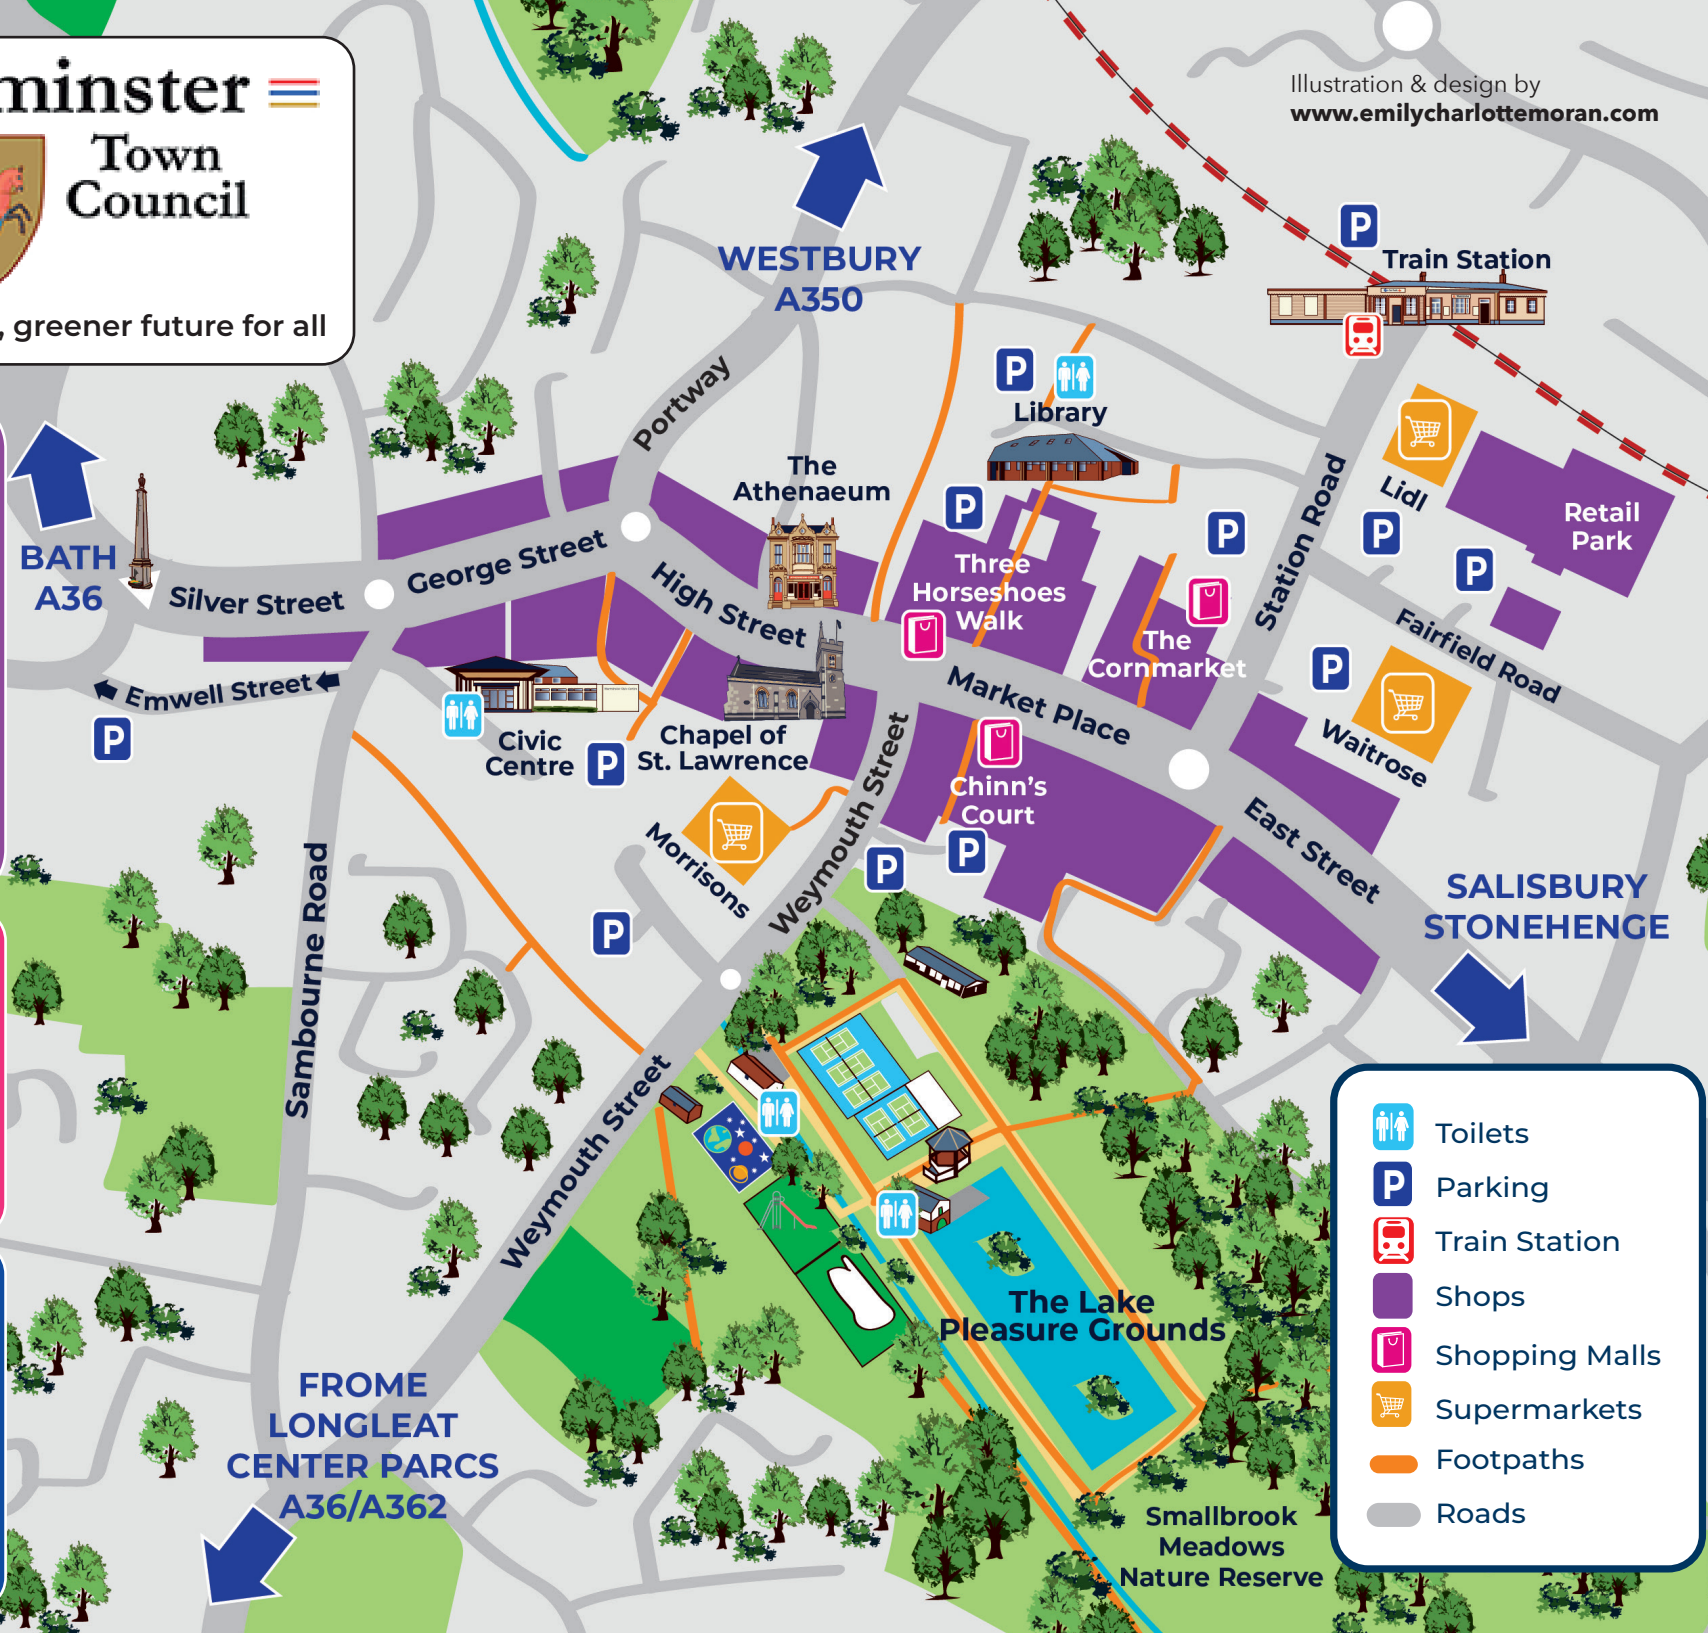 minster
Town
Council
, greener future for all
Illustration & design by
www.emilycharlottemoran.com
WESTBURY
A350
P
Train Station
P
Library
Portway
The
Athenaeum
P
Lidl
Retail
Park
BATH
A36
Silver Street
George Street
High Street
Three
Horseshoes
Walk
P
P
P
Station Road
The
Cornmarket
Fairfield Road
Emwell Street
P
P
Waitrose
Market Place
Civic
Centre
P
Chapel of
St. Lawrence
Chinn's
Court
Morrisons
Weymouth Street
P
P
East Street
Sambourne Road
P
SALISBURY
STONEHENGE
Weymouth Street
The Lake
Pleasure Grounds
FROME
LONGLEAT
CENTER PARCS
A36/A362
Smallbrook
Meadows
Nature Reserve
Toilets
P Parking
Train Station
Shops
Shopping Malls
Supermarkets
Footpaths
Roads